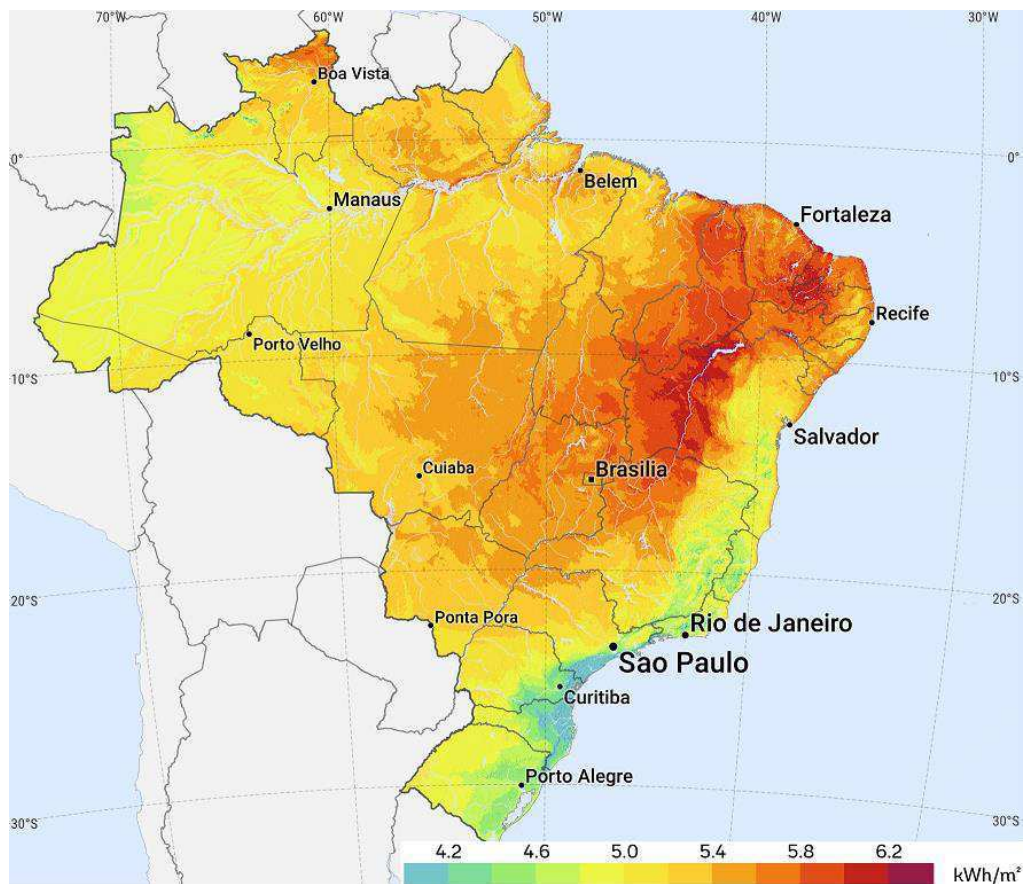 70°W 60°W 50°W 40°W 30°W
Boa Vista
0° 0°
Belem
Manaus
Fortaleza
Recife
Porto Velho
10°S 10°S
Salvador
Cuiaba Brasilia
20°S 20°S
Ponta Pora Rio de Janeiro
Sao Paulo
Curitiba
Porto Alegre
30°S 30°S
4.2 4.6 5.0 5.4 5.8 6.2
kWh/m²